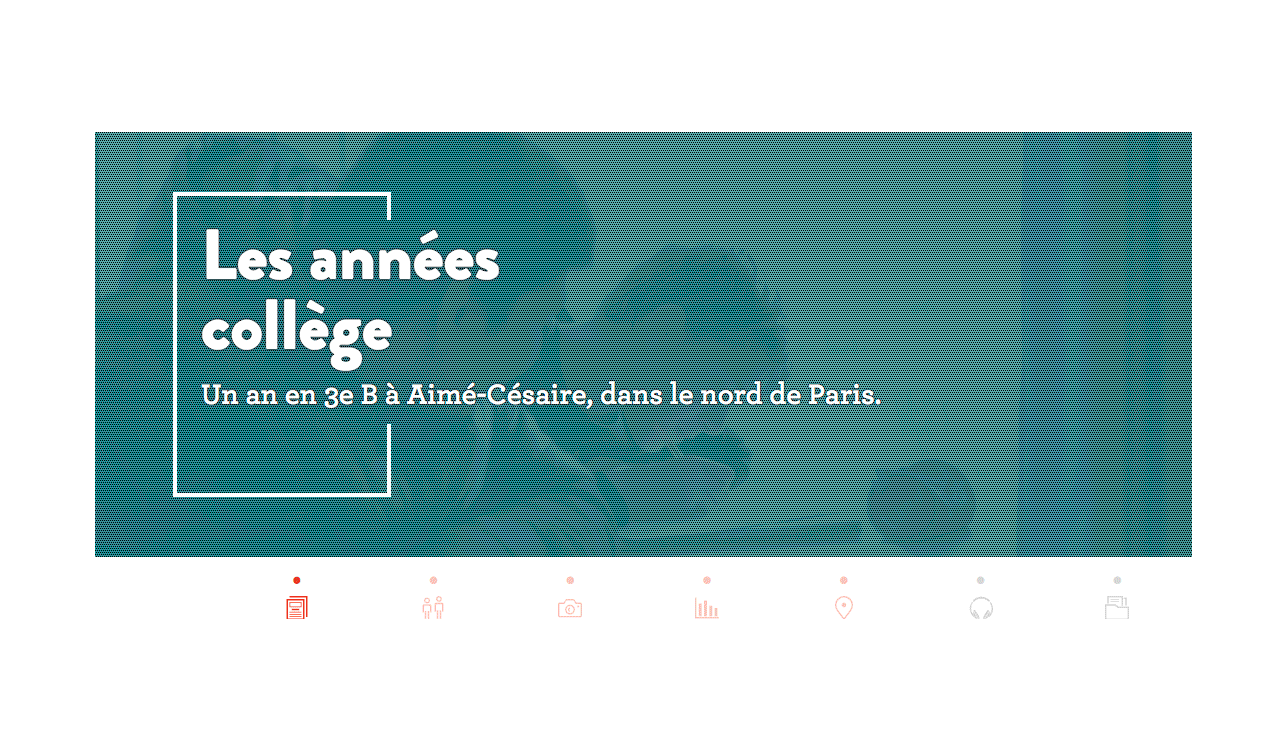 Les années
collège
Un an en 3e B à Aimé-Césaire, dans le nord de Paris.